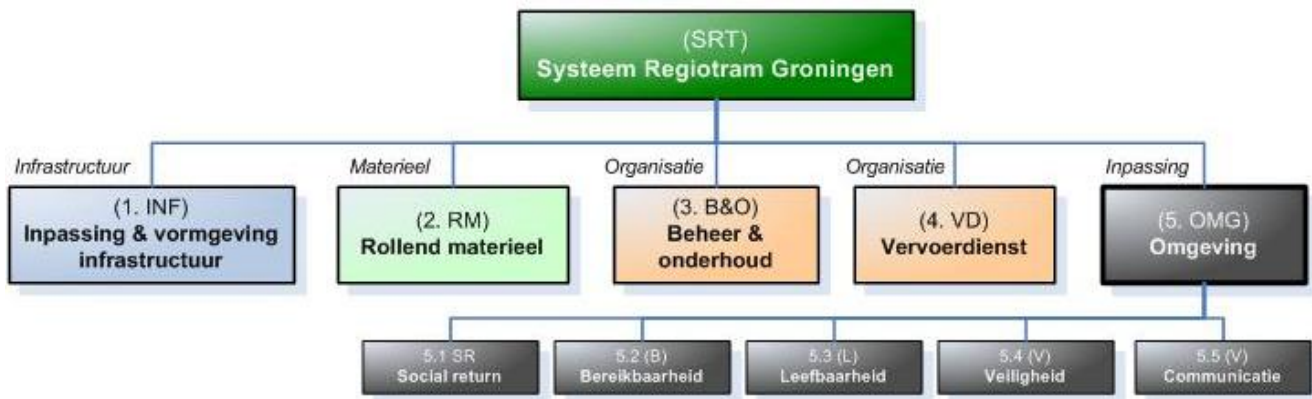 (SRT)
Systeem Regiotram Groningen
Infrastructuur
Materieel
Organisatie
Organisatie
Inpassing
(1. INF)
Inpassing & vormgeving
infrastructuur
(2. RM)
Rollend materieel
(3. B&O)
Beheer &
onderhoud
(4. VD)
Vervoerdienst
(5. OMG)
Omgeving
5.1 SR
Social return
5.2 (B)
Bereikbaarheid
5.3 (L)
Leefbaarheid
5.4 (V)
Veiligheid
5.5 (V)
Communicatie